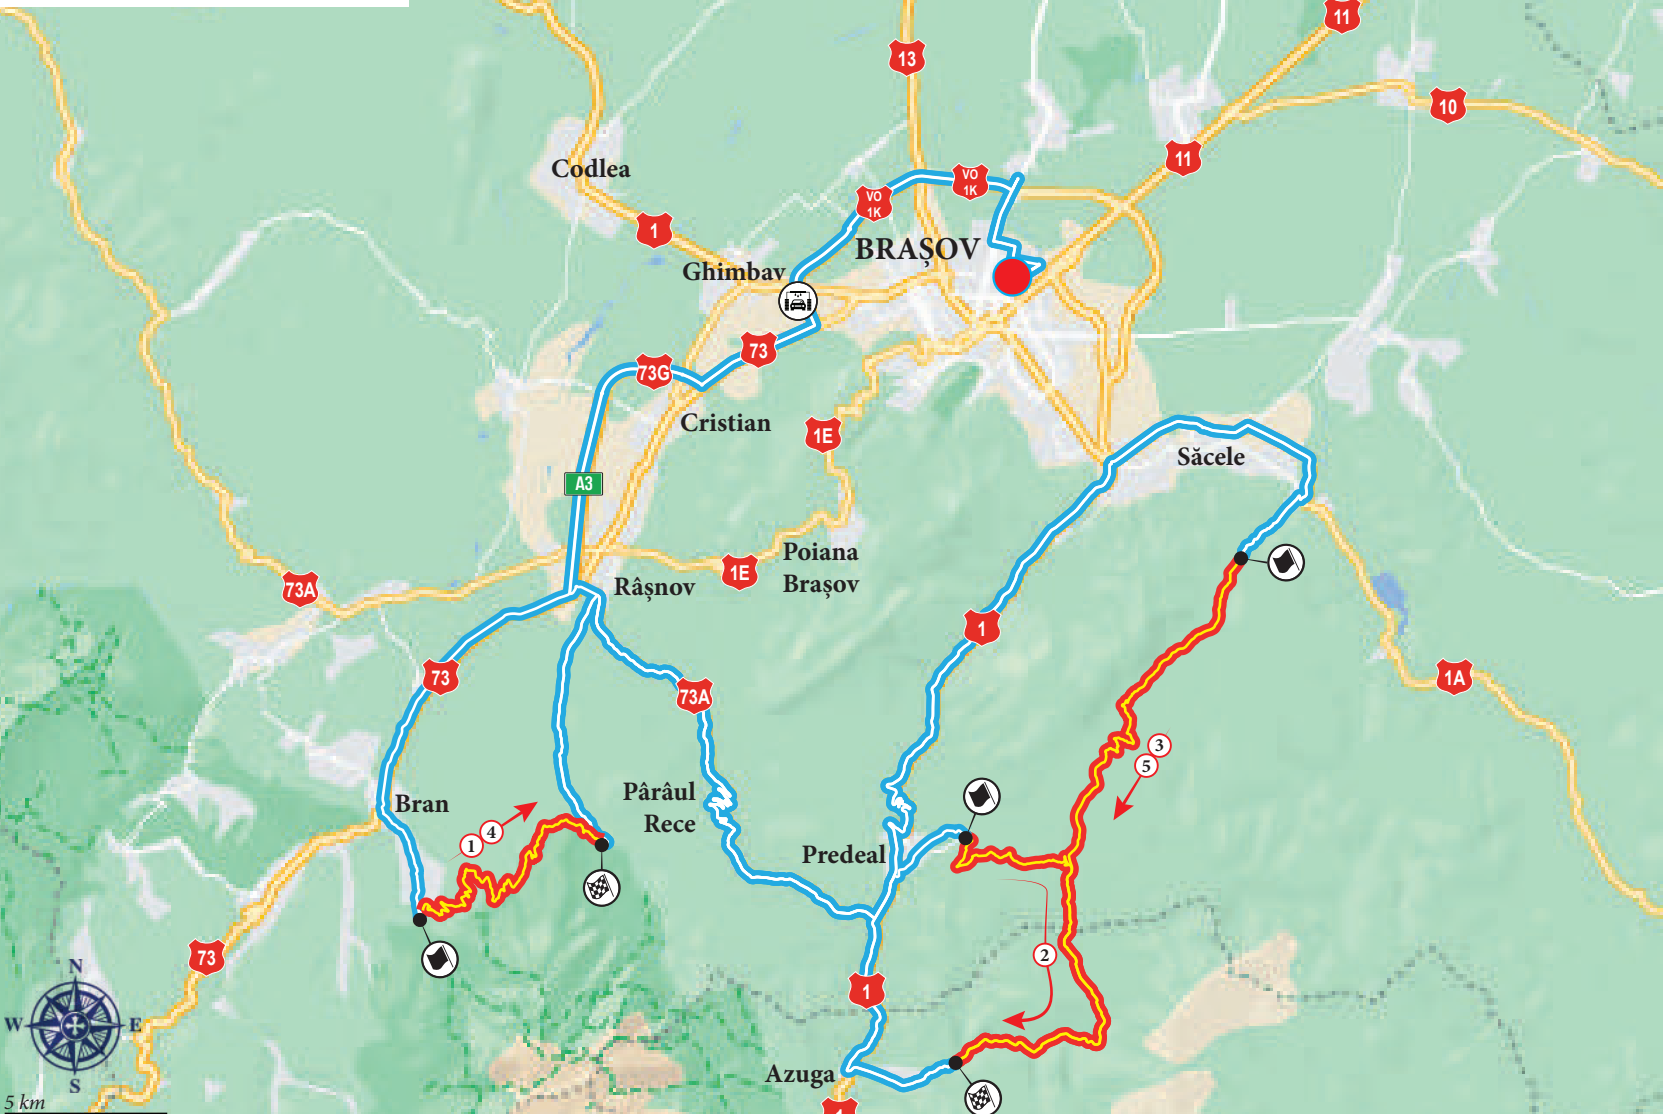 11
13
10
11
Codlea
VO
1K
VO
1K
1
BRAȘOV
Ghimbav
73
73G
Cristian
1E
Săcele
A3
Poiana
Brașov
1E
73A
Râșnov
1
73
1A
73A
3
5
Pârâul
Rece
Bran
4
1
Predeal
2
73
N
W
E
S
1
Azuga
5 km